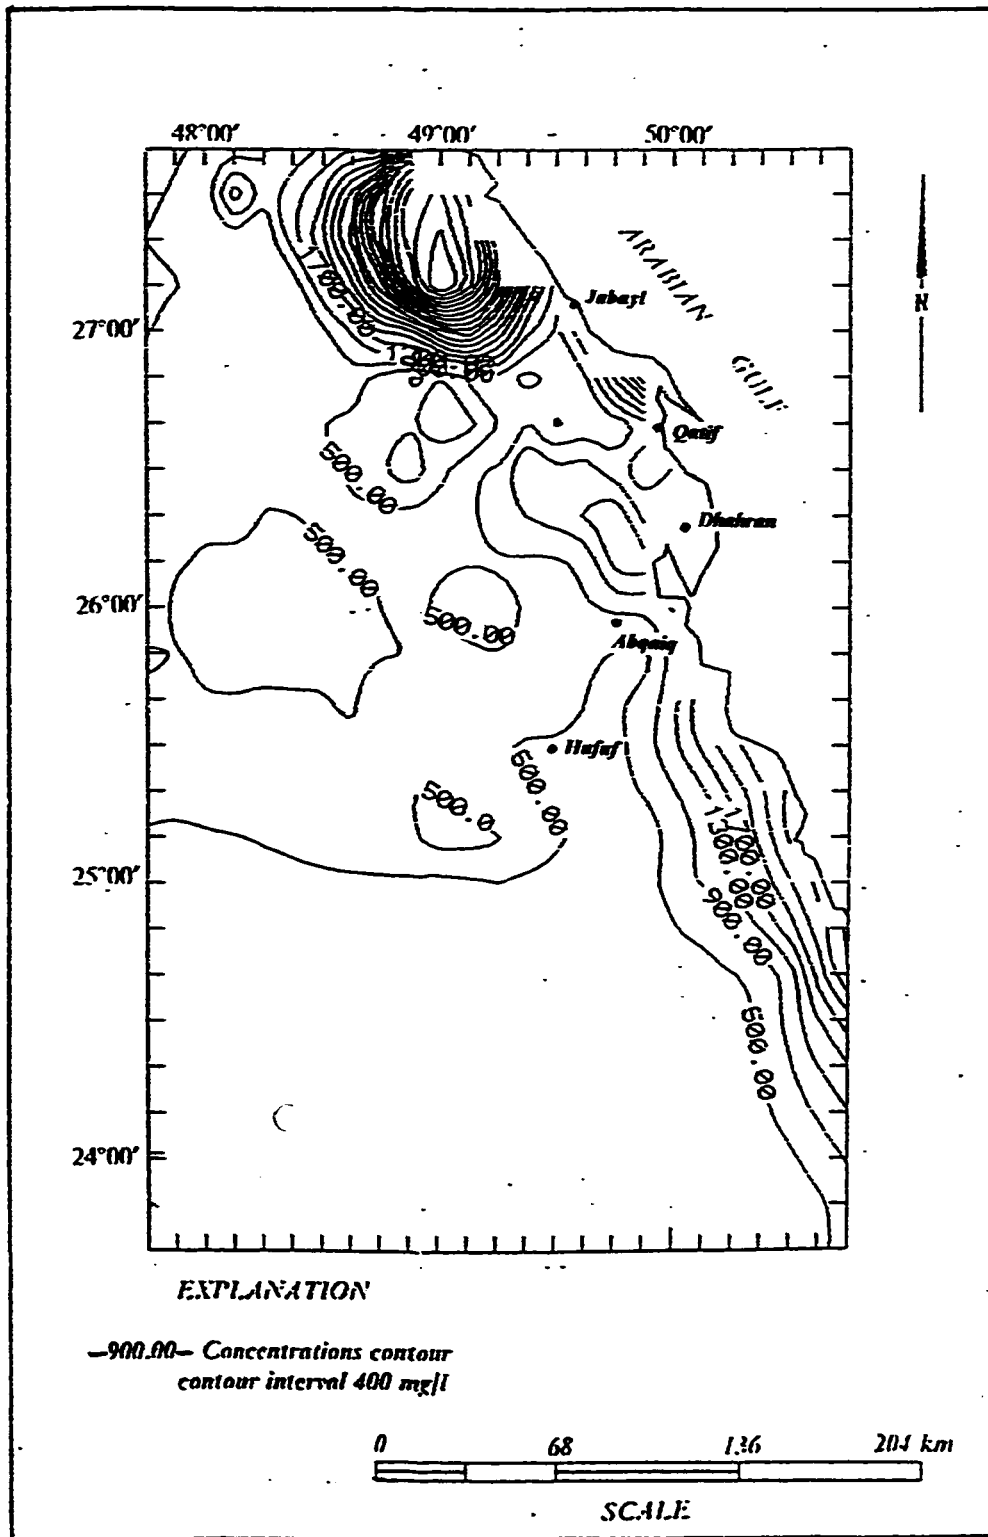 48°00′ 49°00′ 50°00′
ARABIAN
GULF
N
1700.00
Jubayl
27°00′
Qatif
500.00
Dhahran
500.00
26°00′
500.00
Abqaiq
Hufuf
500.00
500.0
1700.00
1300.00
25°00′
900.00
500.00
24°00′
EXPLANATION
—900.00— Concentrations contour
contour interval 400 mg/l
0 68 136 204 km
SCALE